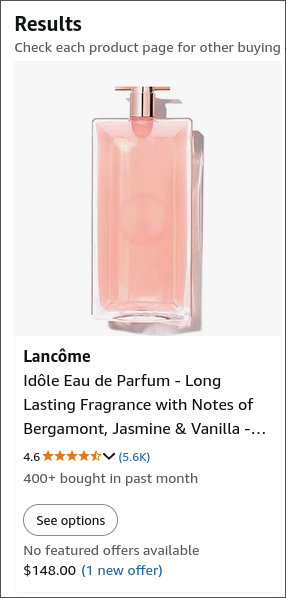 Results
Check each product page for other buying
Lancôme
Idôle Eau de Parfum - Long
Lasting Fragrance with Notes of
Bergamont, Jasmine & Vanilla -...
4.6 (5.6K)
400+ bought in past month
See options
No featured offers available
$148.00 (1 new offer)